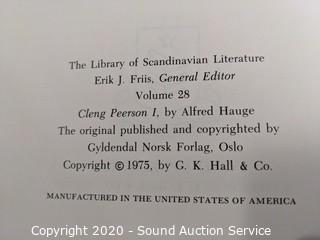 The Library of Scandinavian Literature
Erik J. Friis, General Editor
Volume 28
Cleng Peerson I, by Alfred Hauge
The original published and copyrighted by
Gyldendal Norsk Forlag, Oslo
Copyright © 1975, by G. K. Hall & Co.
MANUFACTURED IN THE UNITED STATES OF AMERICA
Copyright 2020 - Sound Auction Service